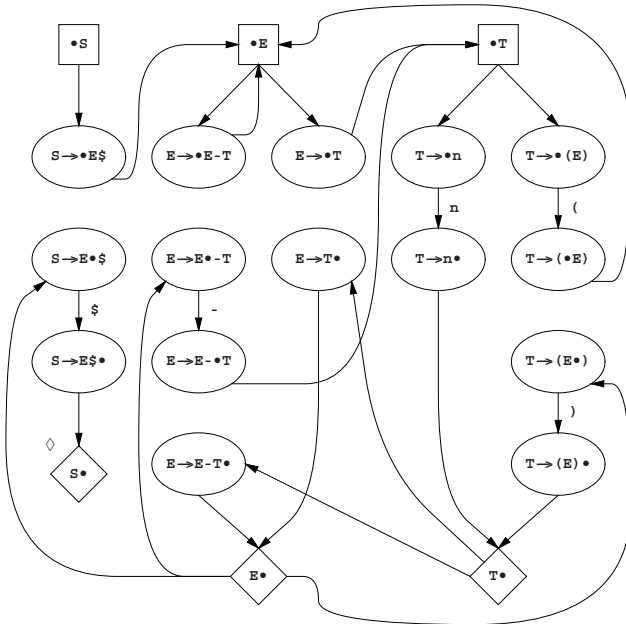 •S •E •T
S→•E$ E→•E-T E→•T T→•n T→•(E)
n (
S→E•$ E→E•-T E→T• T→n• T→(•E)
$ -
S→E$• E→E-•T T→(E•)
)
◊
S• E→E-T• T→(E)•
E• T•